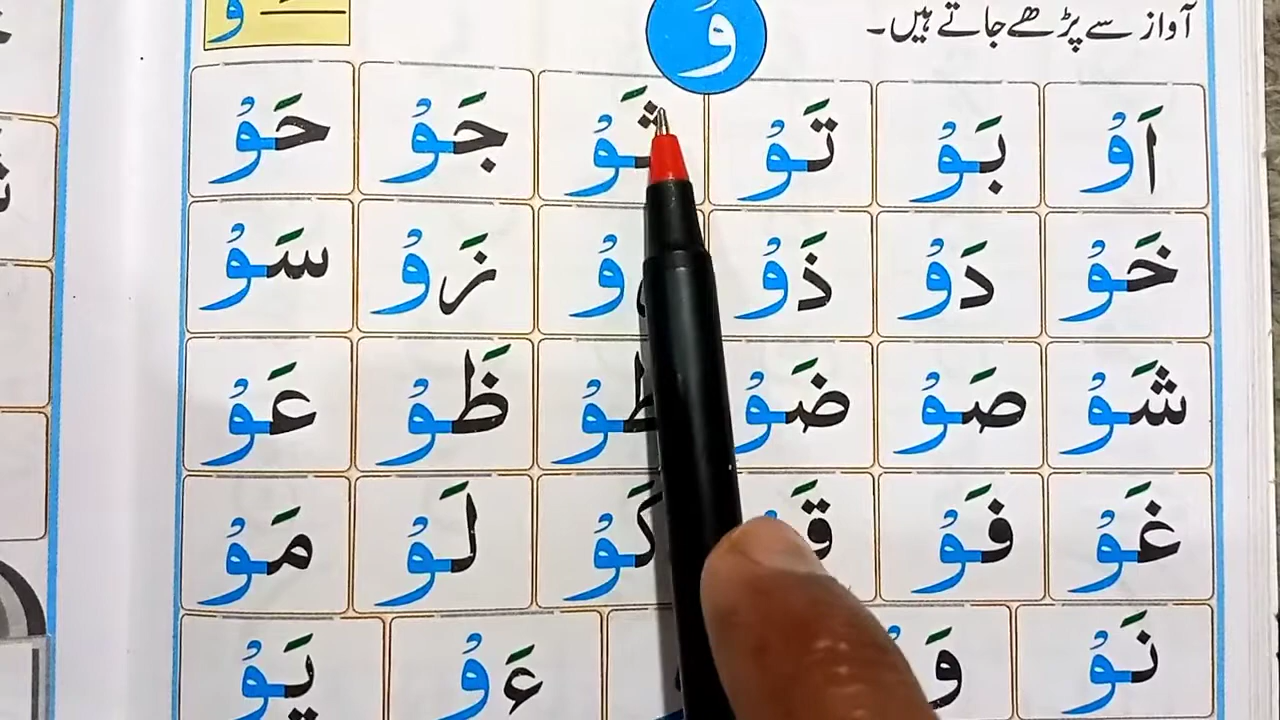 آواز سے پڑھے جاتے ہیں۔
وْ
و
اَوْ بَوْ تَوْ ثَوْ جَوْ حَوْ
خَوْ دَوْ ذَوْ وْ زَوْ سَوْ
شَوْ صَوْ ضَوْ طَوْ ظَوْ عَوْ
غَوْ فَوْ قَوْ كَوْ لَوْ مَوْ
نَوْ وَوْ ءَوْ يَوْ